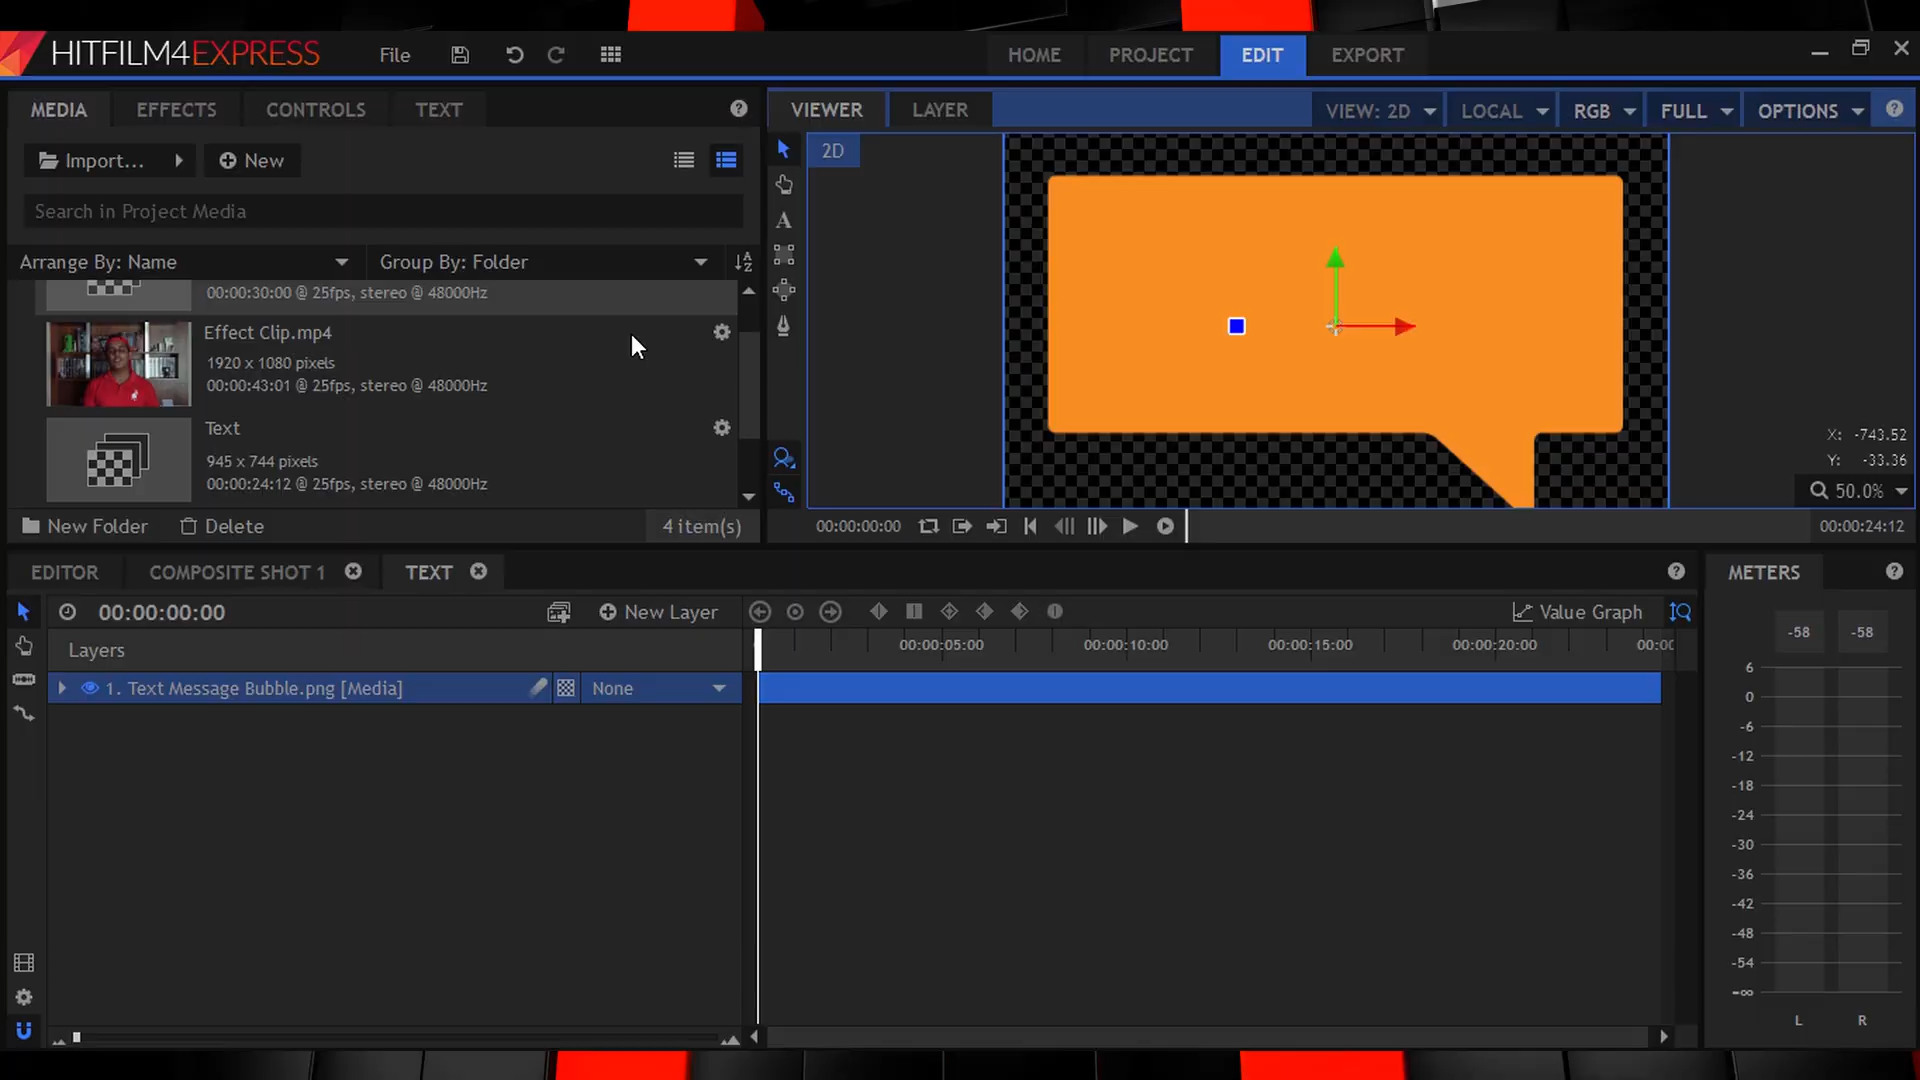 HITFILM4EXPRESS
File
HOME
PROJECT
EDIT
EXPORT
MEDIA
EFFECTS
CONTROLS
TEXT
Import...
New
Search in Project Media
Arrange By: Name
Group By: Folder
00:00:30:00 @ 25fps, stereo @ 48000Hz
Effect Clip.mp4
1920 x 1080 pixels
00:00:43:01 @ 25fps, stereo @ 48000Hz
Text
945 x 744 pixels
00:00:24:12 @ 25fps, stereo @ 48000Hz
New Folder
Delete
4 item(s)
VIEWER
LAYER
VIEW: 2D
LOCAL
RGB
FULL
OPTIONS
2D
X: -743.52
Y: -33.36
50.0%
00:00:00:00
00:00:24:12
EDITOR
COMPOSITE SHOT 1
TEXT
00:00:00:00
New Layer
Value Graph
Layers
00:00:05:00
00:00:10:00
00:00:15:00
00:00:20:00
00:00
1. Text Message Bubble.png [Media]
None
METERS
-58
-58
6
0
-6
-12
-18
-24
-30
-36
-42
-48
-54
-∞
L
R